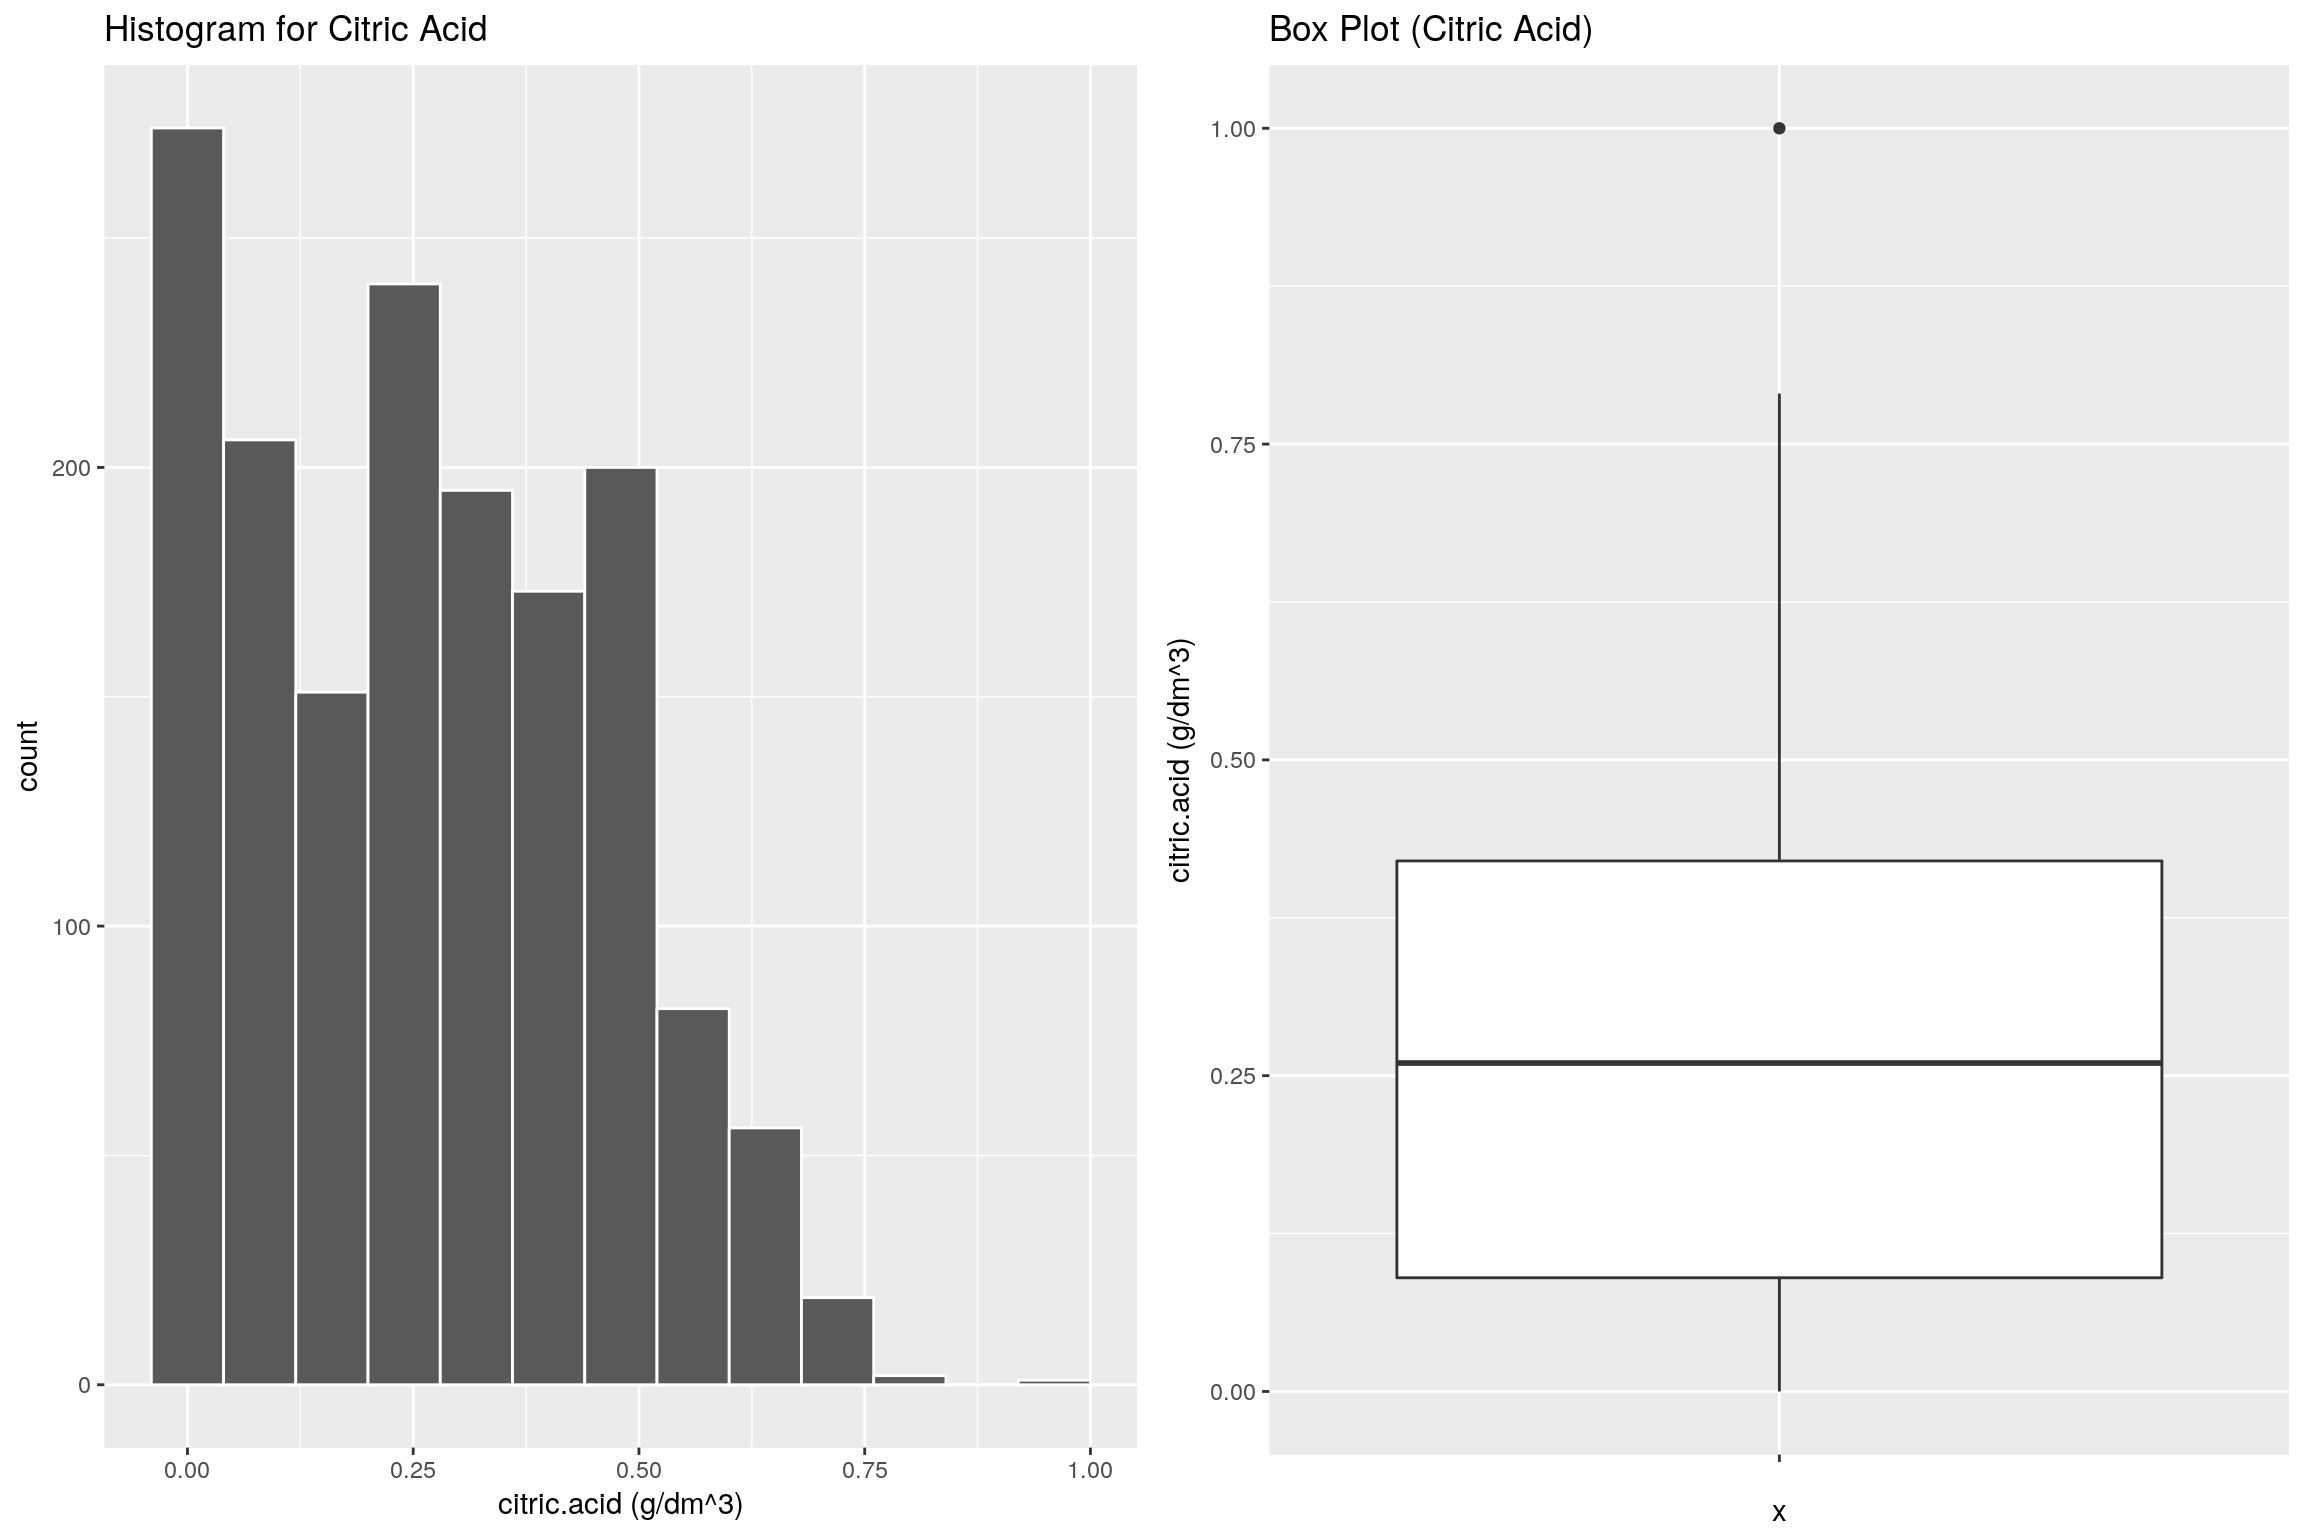 Histogram for Citric Acid
count
200
100
0
0.00 0.25 0.50 0.75 1.00
citric.acid (g/dm^3)
Box Plot (Citric Acid)
citric.acid (g/dm^3)
1.00
0.75
0.50
0.25
0.00
x